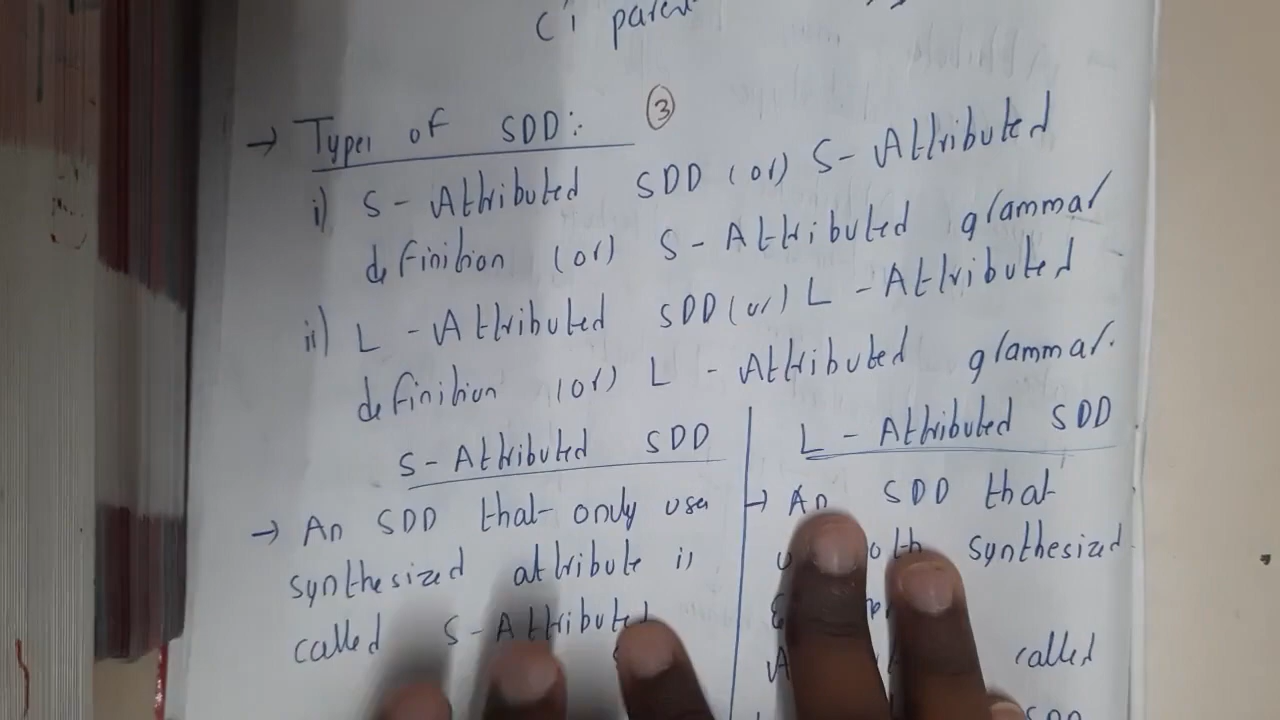 C's parent
→ Types of SDD: ③
i) S - Attributed SDD (or) S - Attributed
definition (or) S - Attributed grammar
ii) L - Attributed SDD (or) L - Attributed
definition (or) L - Attributed grammar.
S - Attributed SDD
→ An SDD that only uses
synthesized attribute is
called S - Attributed
L - Attributed SDD
→ An SDD that
synthesized
called
SDD